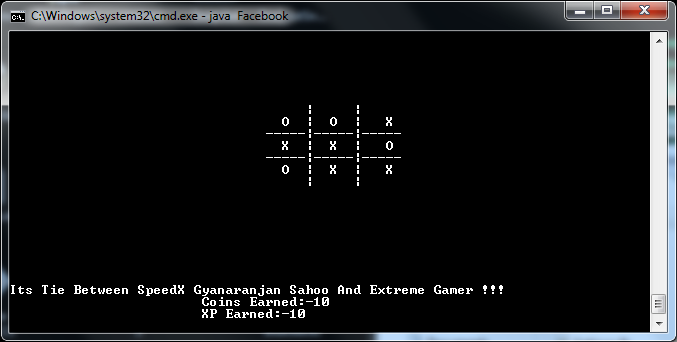 C:\Windows\system32\cmd.exe - java  Facebook
O O X
X X O
O X X
Its Tie Between SpeedX Gyanaranjan Sahoo And Extreme Gamer !!!
Coins Earned:-10
XP Earned:-10